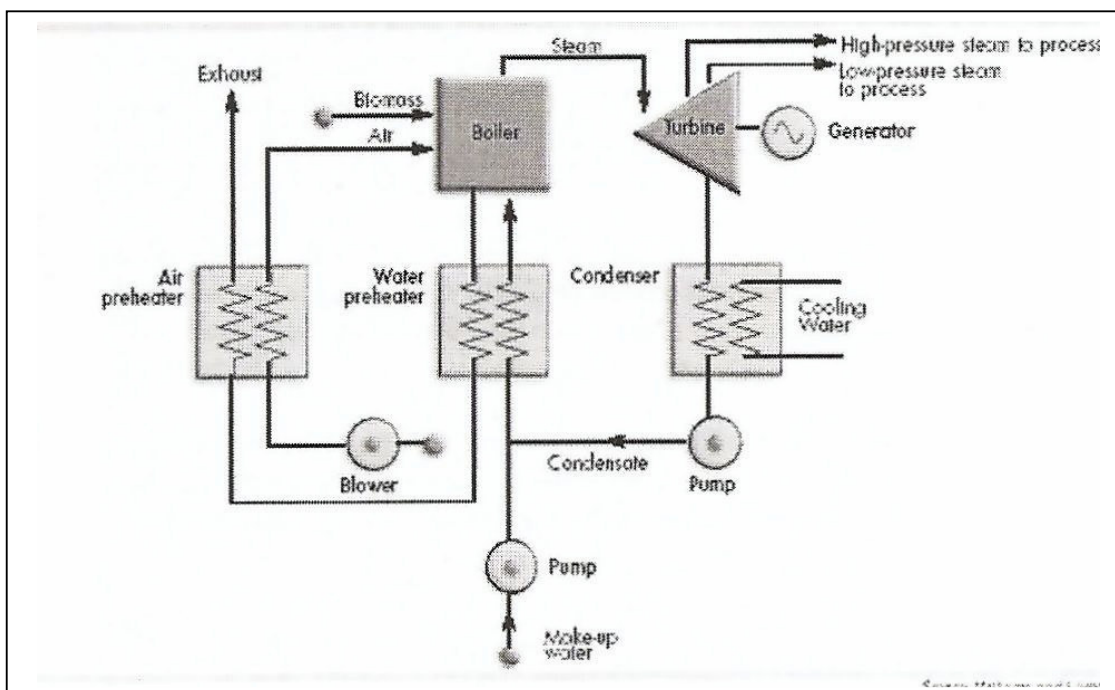 Steam
High-pressure steam to process
Low-pressure steam
to process
Exhaust
Biomass
Air
Boiler
Turbine
Generator
Air
preheater
Water
preheater
Condenser
Cooling
Water
Blower
Condensate
Pump
Pump
Make-up
water